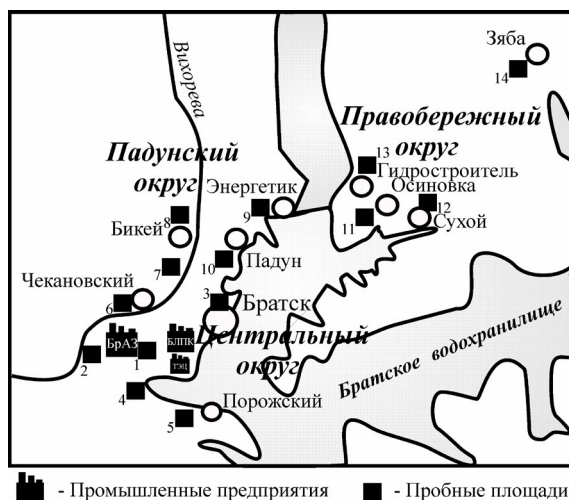 Зяба
14
Вихорева
Правобережный
округ
13
Гидростроитель
Осиновка
12
11
Сухой
Падунский
округ
Энергетик
9
8
Бикей
10
Падун
7
Чекановский
6
3
Братск
БрАЗ
БЛПК
ТЭЦ
Центральный
округ
1
2
4
5
Порожский
Братское водохранилище
- Промышленные предприятия
- Пробные площади